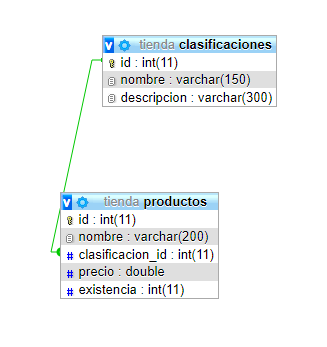 tienda clasificaciones
id : int(11)
nombre : varchar(150)
descripcion : varchar(300)
tienda productos
id : int(11)
nombre : varchar(200)
# clasificacion_id : int(11)
# precio : double
# existencia : int(11)